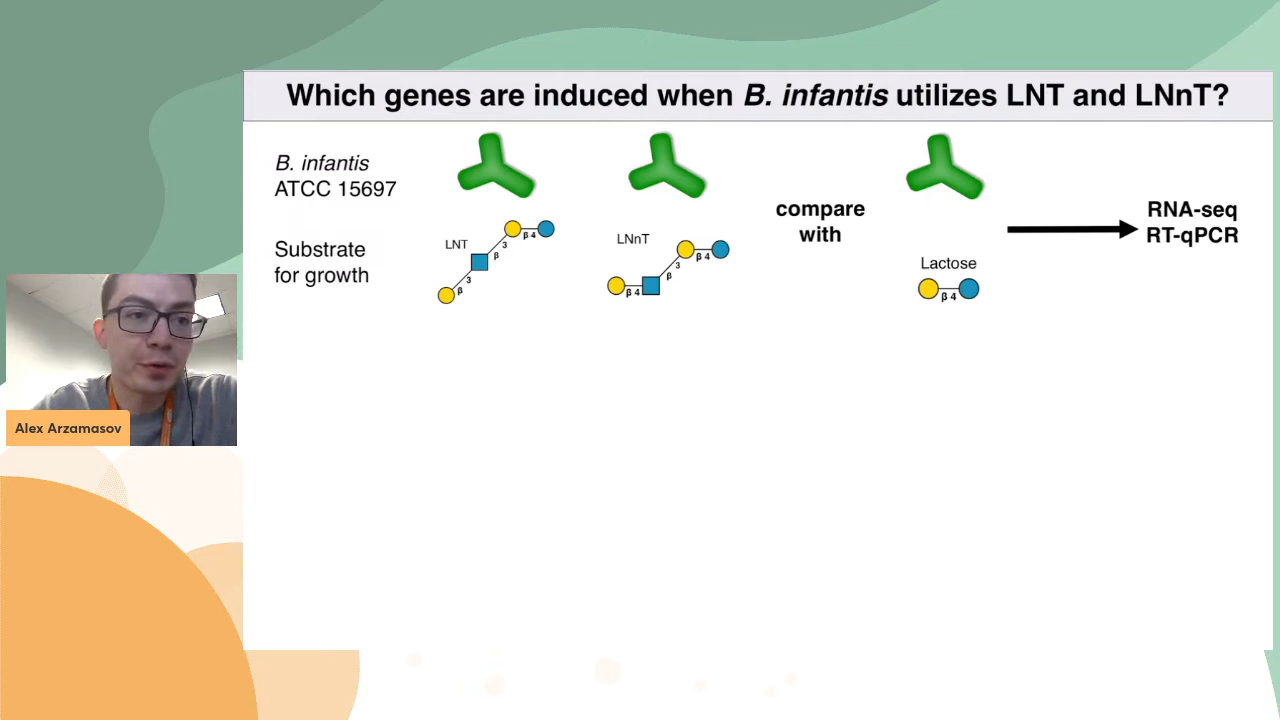 Which genes are induced when B. infantis utilizes LNT and LNnT?
B. infantis
ATCC 15697
Substrate
for growth
LNT
β 4
3
β
3
β
LNnT
β 4
3
β
β 4
compare
with
Lactose
β 4
RNA-seq
RT-qPCR
Alex Arzamasov